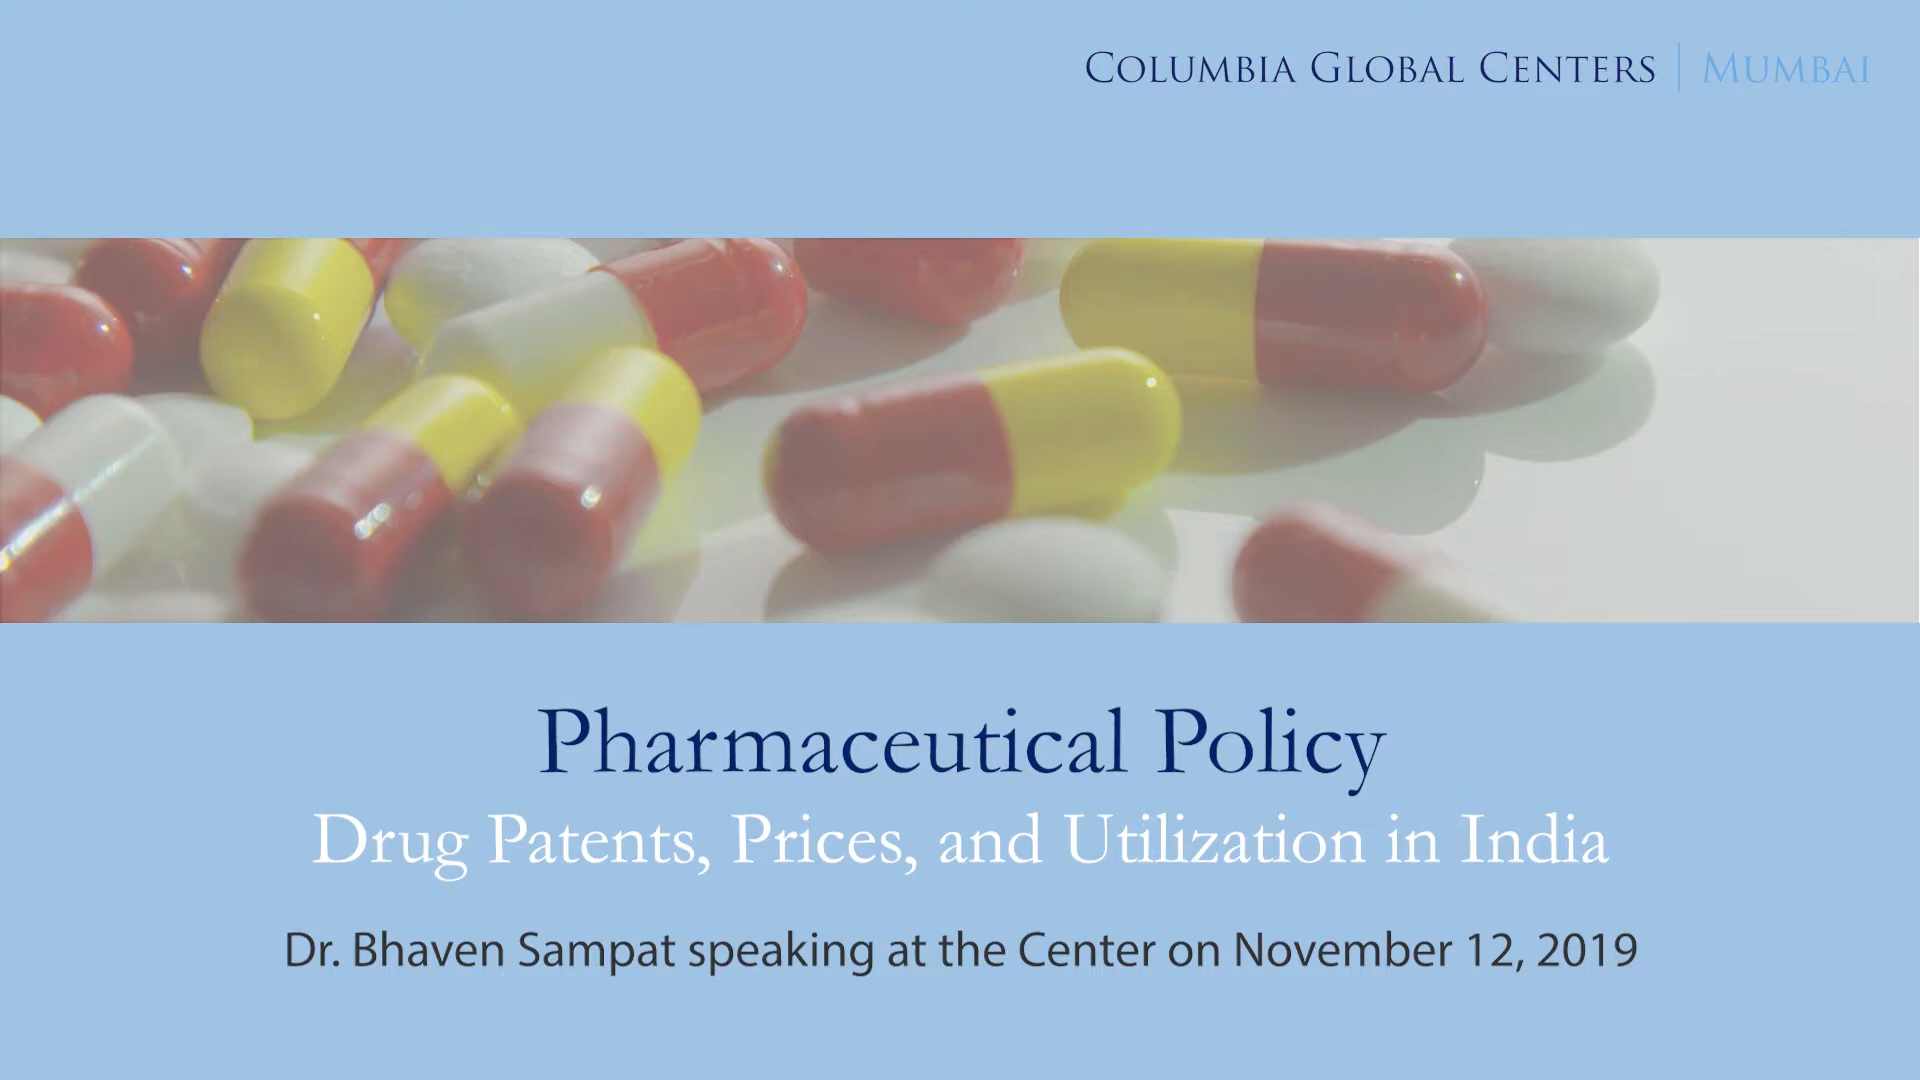 COLUMBIA GLOBAL CENTERS | MUMBAI
Pharmaceutical Policy
Drug Patents, Prices, and Utilization in India
Dr. Bhaven Sampat speaking at the Center on November 12, 2019